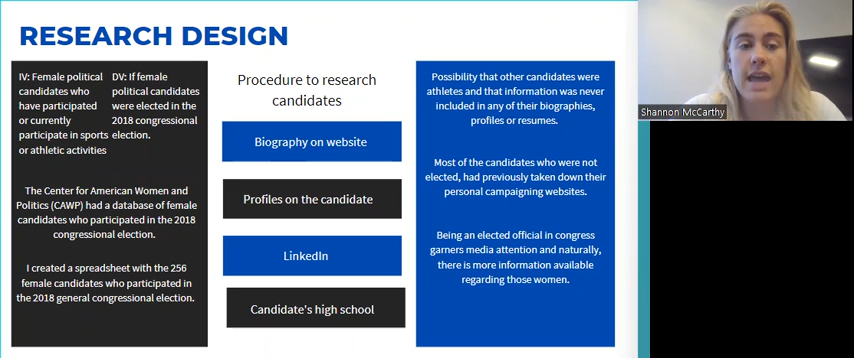 RESEARCH DESIGN
IV: Female political
candidates who
have participated
or currently
participate in sports
or athletic activities
DV: If female
political candidates
were elected in the
2018 congressional
election.
The Center for American Women and
Politics (CAWP) had a database of female
candidates who participated in the 2018
congressional election.
I created a spreadsheet with the 256
female candidates who participated in
the 2018 general congressional election.
Procedure to research
candidates
Biography on website
Profiles on the candidate
LinkedIn
Candidate's high school
Possibility that other candidates were
athletes and that information was never
included in any of their biographies,
profiles or resumes.
Most of the candidates who were not
elected, had previously taken down their
personal campaigning websites.
Being an elected official in congress
garners media attention and naturally,
there is more information available
regarding those women.
Shannon McCarthy